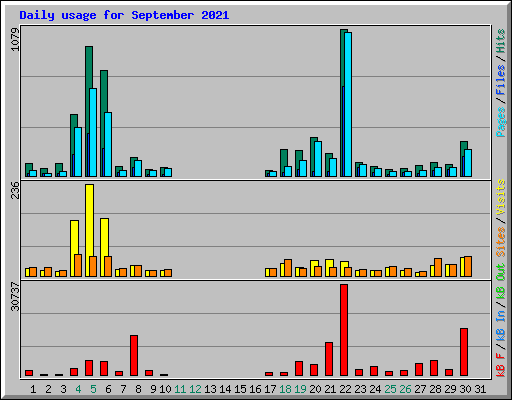 Daily usage for September 2021
1079
Pages / Files / Hits
236
Sites / Visits
30737
kB F / kB In / kB Out
1 2 3 4 5 6 7 8 9 10 11 12 13 14 15 16 17 18 19 20 21 22 23 24 25 26 27 28 29 30 31